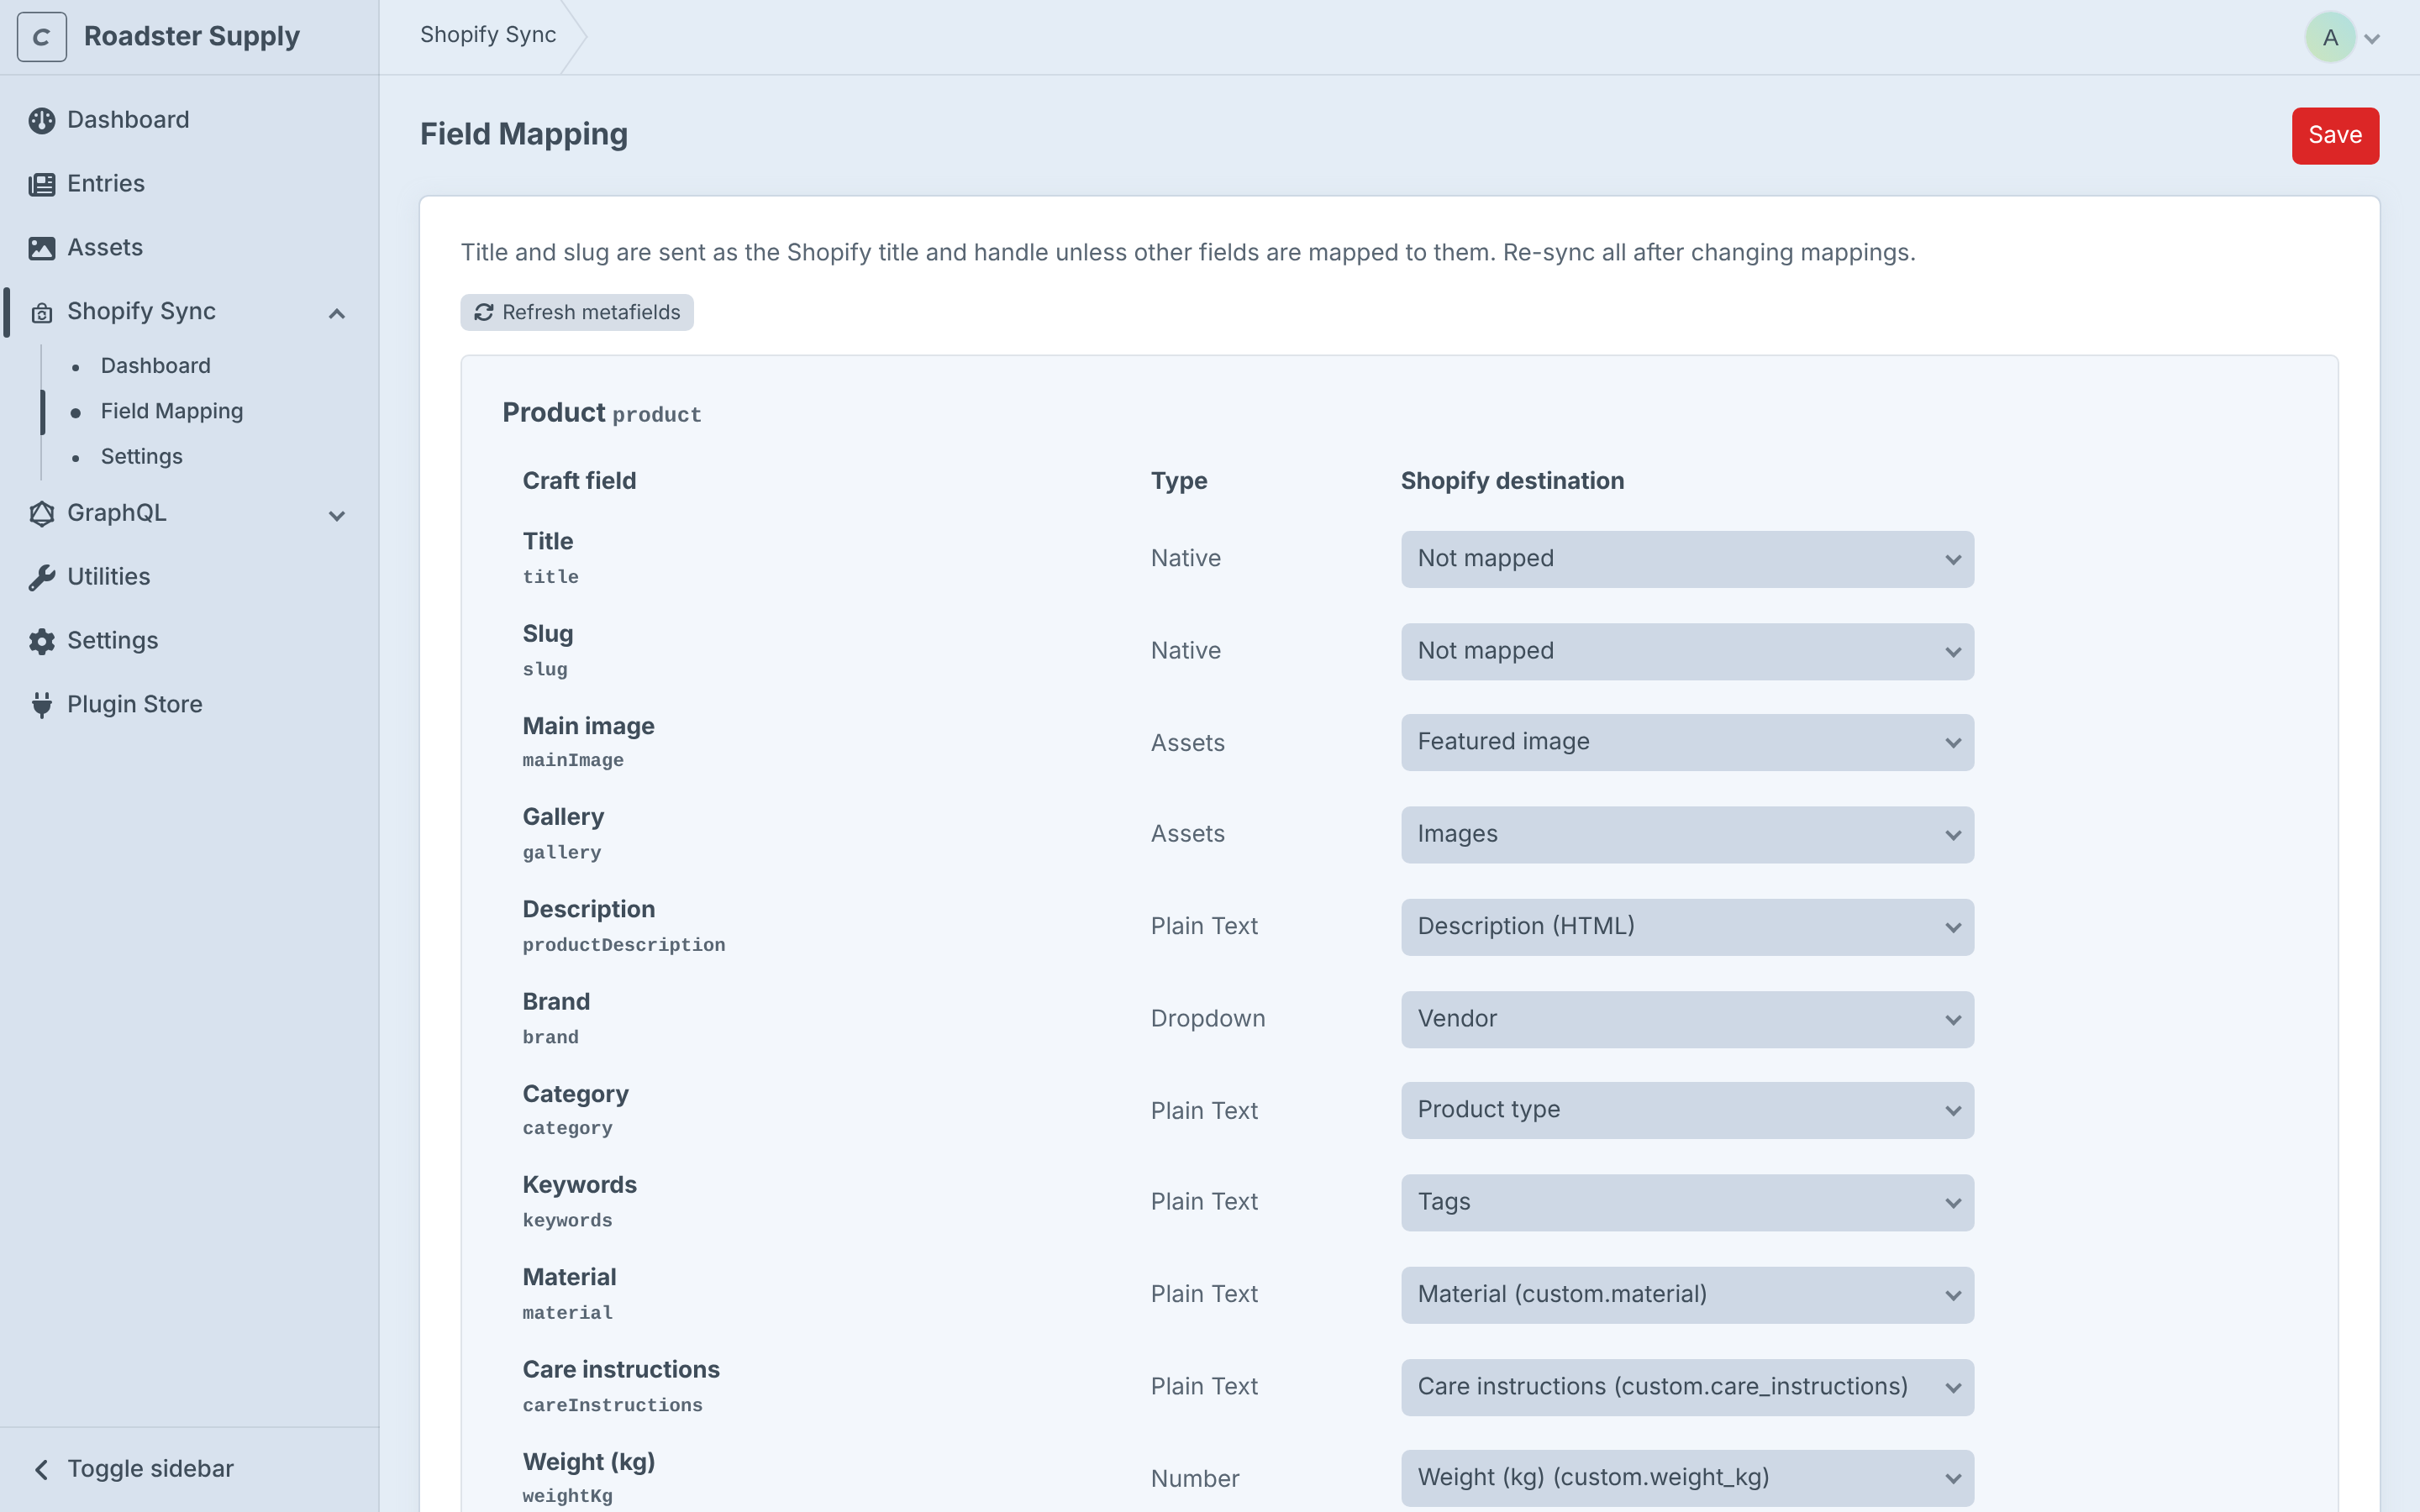 C Roadster Supply
Shopify Sync
A
Dashboard
Entries
Assets
Shopify Sync
Dashboard
Field Mapping
Settings
GraphQL
Utilities
Settings
Plugin Store
Toggle sidebar
Field Mapping
Save
Title and slug are sent as the Shopify title and handle unless other fields are mapped to them. Re-sync all after changing mappings.
Refresh metafields
Product product
Craft field Type Shopify destination
Title
title
Native
Not mapped
Slug
slug
Native
Not mapped
Main image
mainImage
Assets
Featured image
Gallery
gallery
Assets
Images
Description
productDescription
Plain Text
Description (HTML)
Brand
brand
Dropdown
Vendor
Category
category
Plain Text
Product type
Keywords
keywords
Plain Text
Tags
Material
material
Plain Text
Material (custom.material)
Care instructions
careInstructions
Plain Text
Care instructions (custom.care_instructions)
Weight (kg)
weightKg
Number
Weight (kg) (custom.weight_kg)